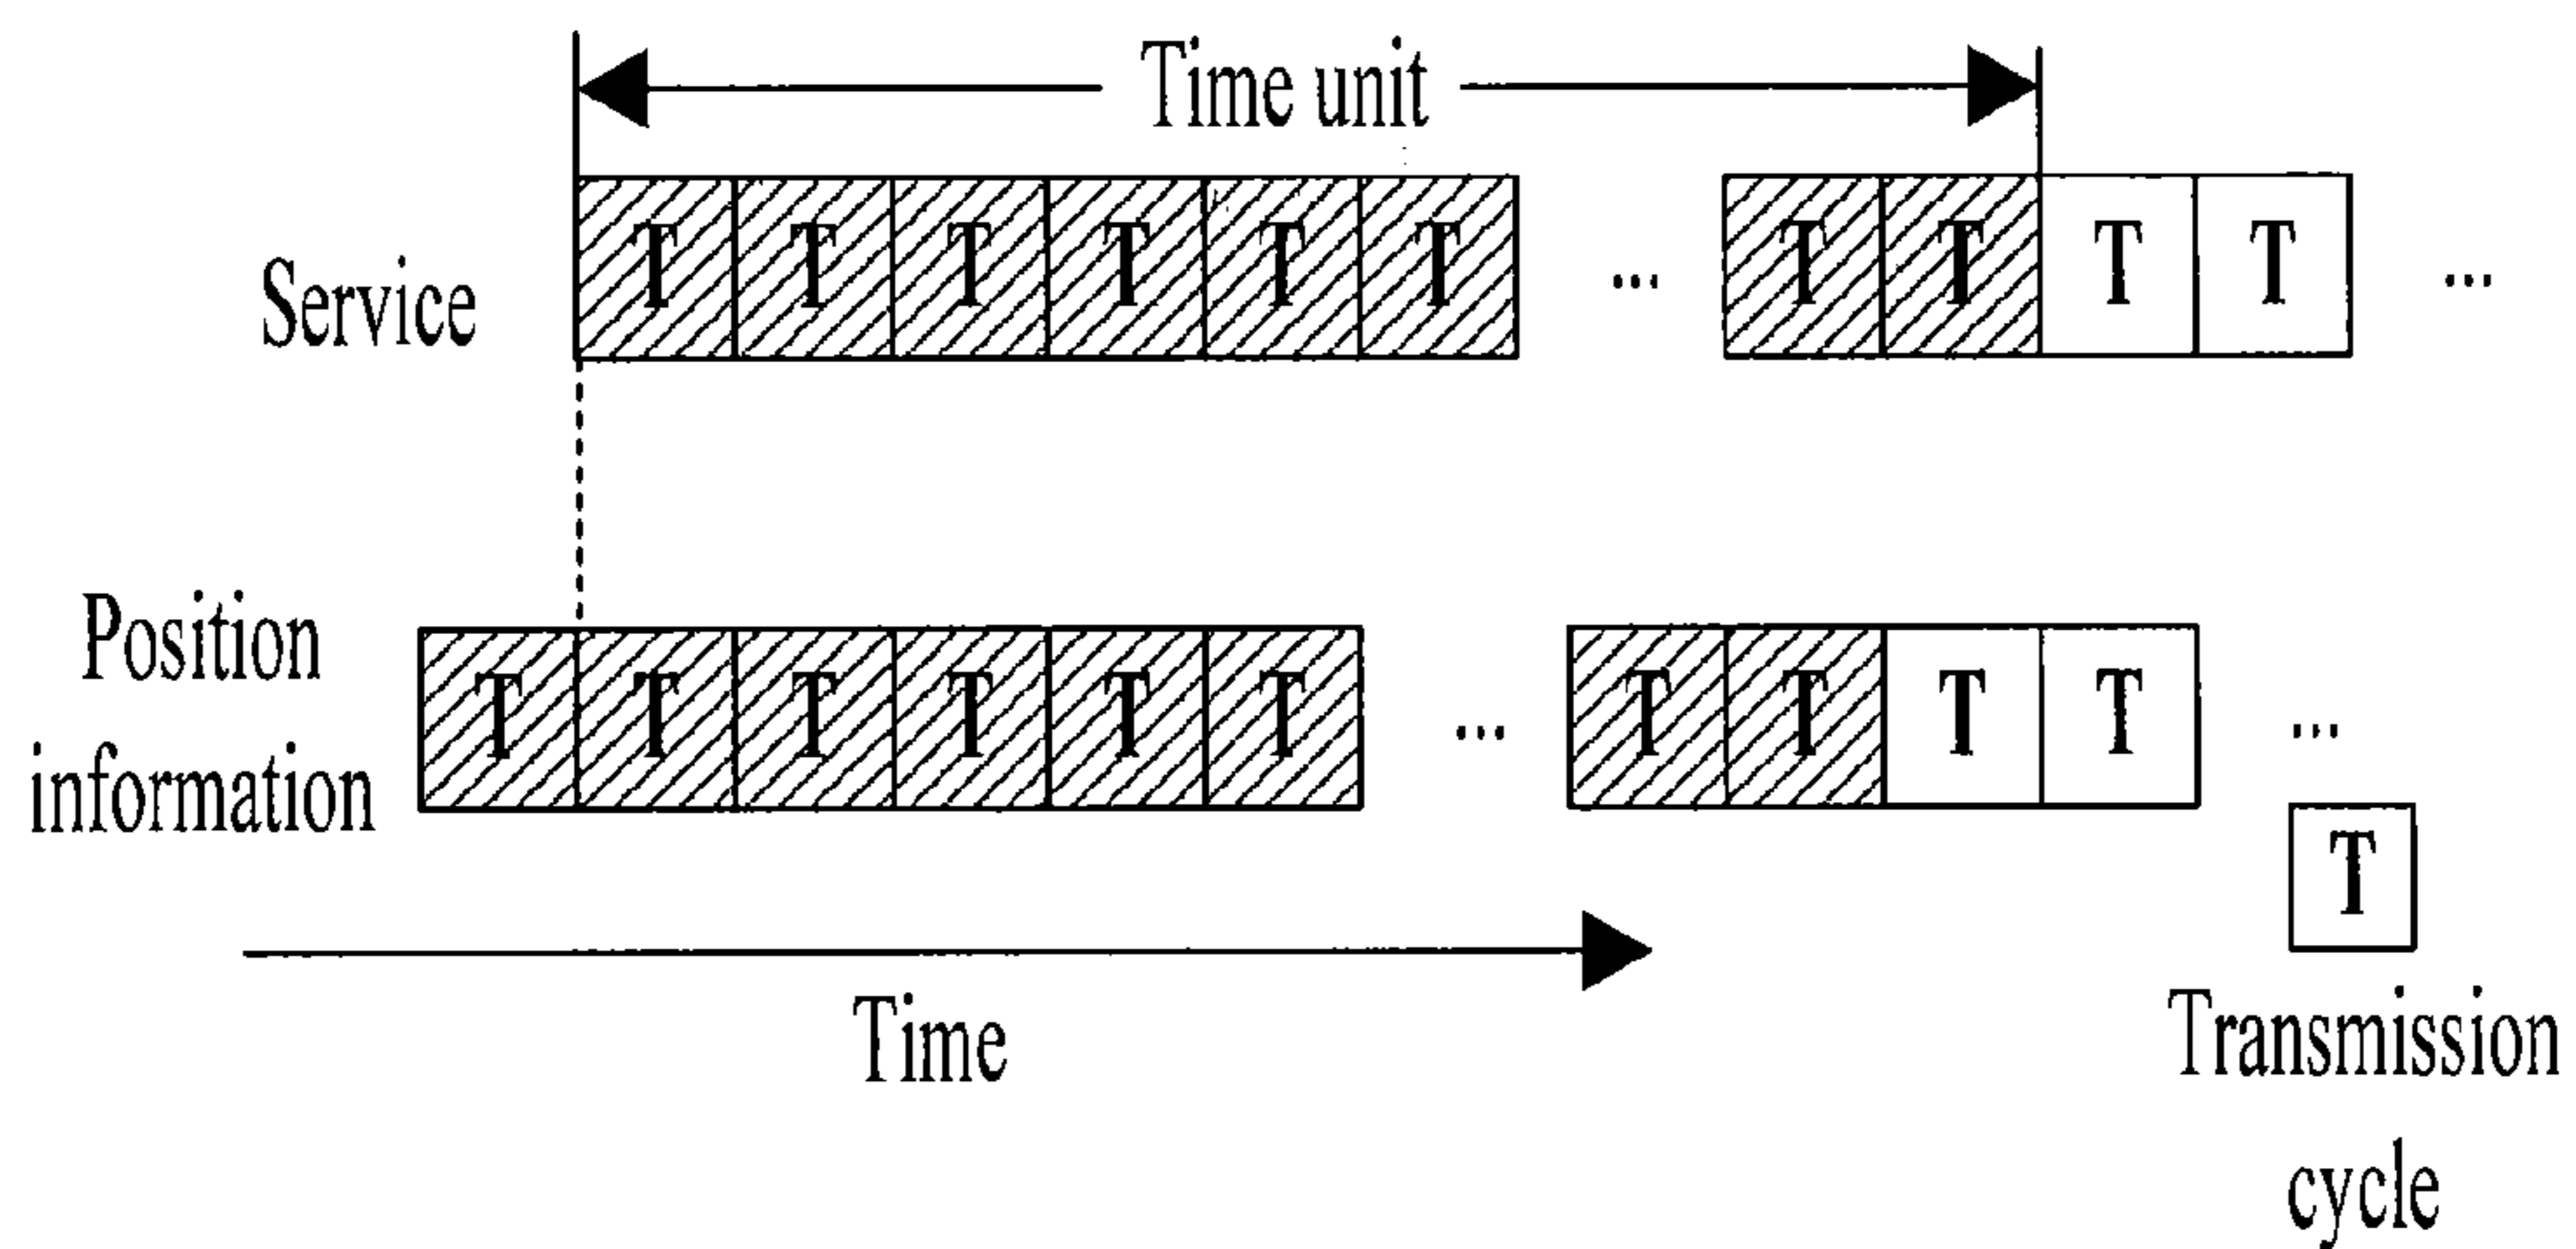 Time unit
Service T T T T T T ... T T T T ...
Position
information
T T T T T T ... T T T T ...
T
Time
Transmission
cycle